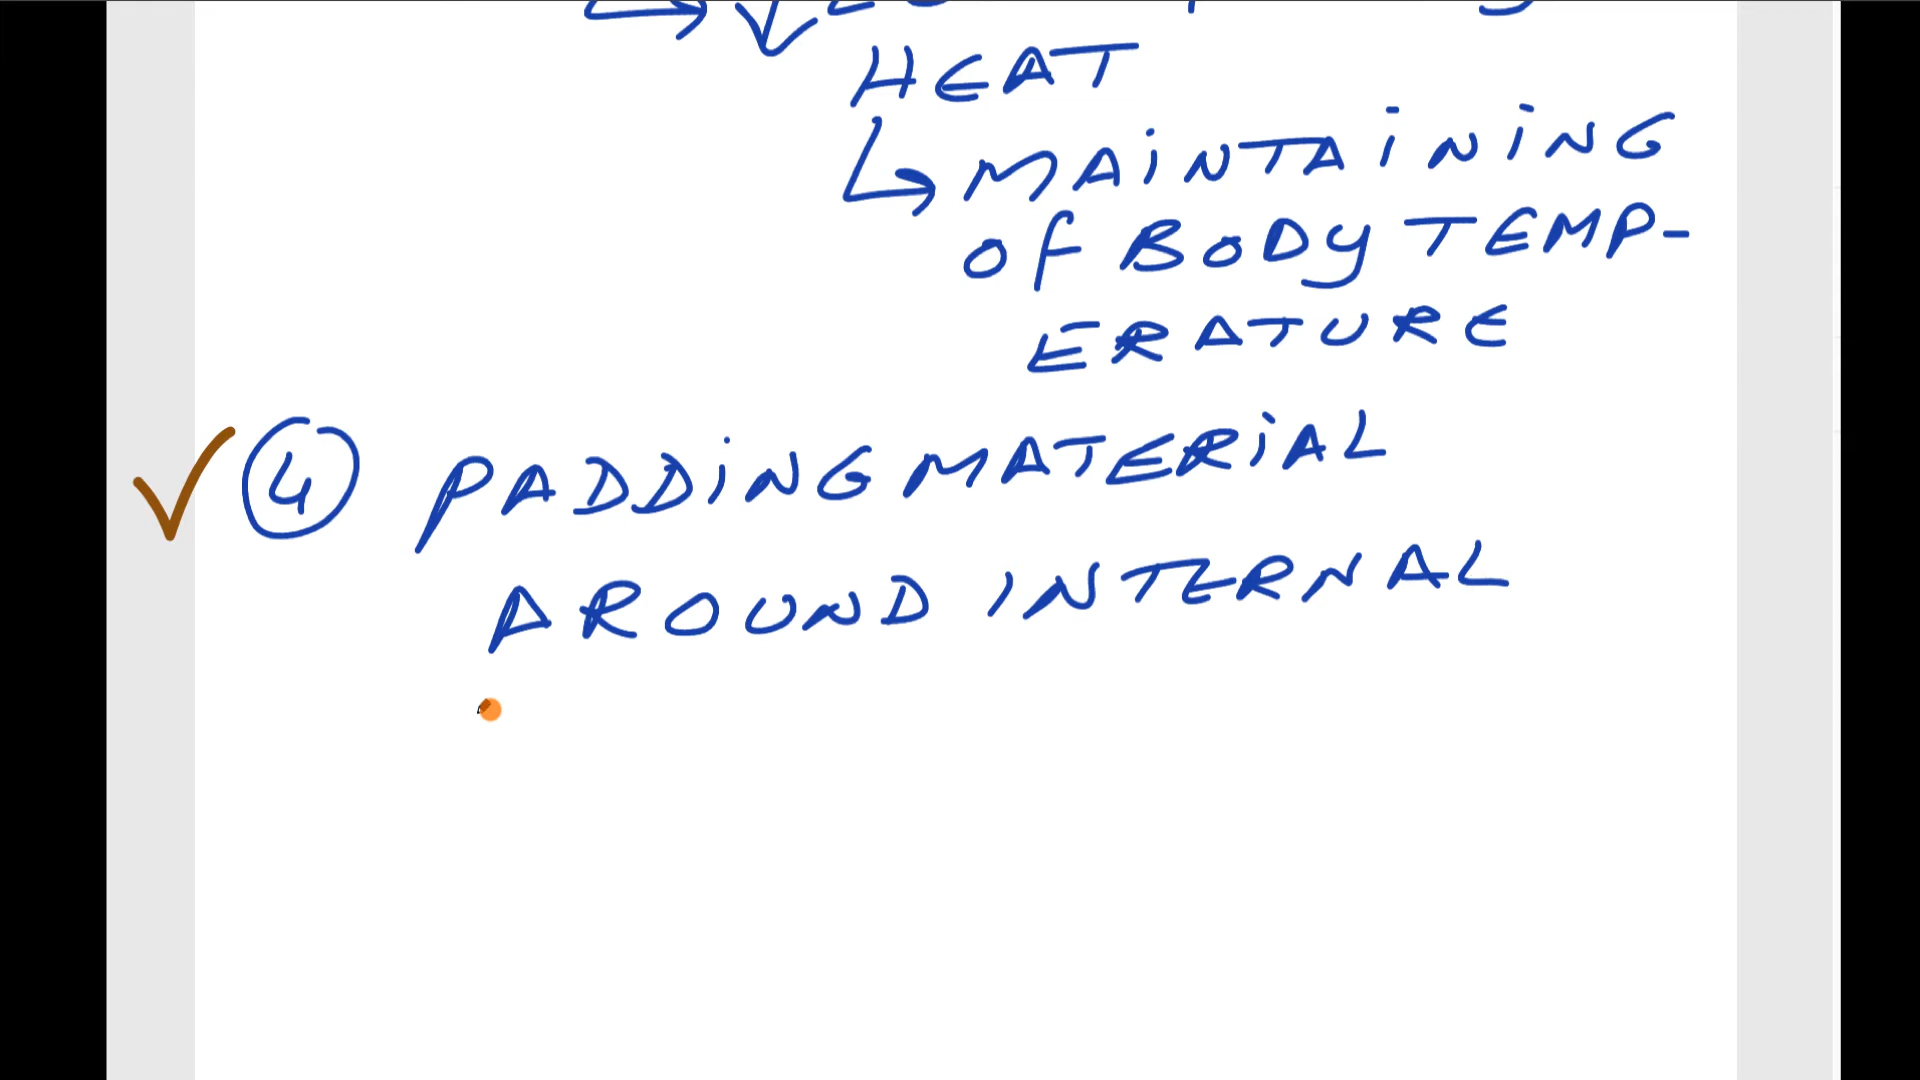 HEAT
↳ MAiNTAiNiNG
of BODy TEMP-
ERATURE
✓ ④ PADDiNG MATERiAL
AROUND INTERNAL